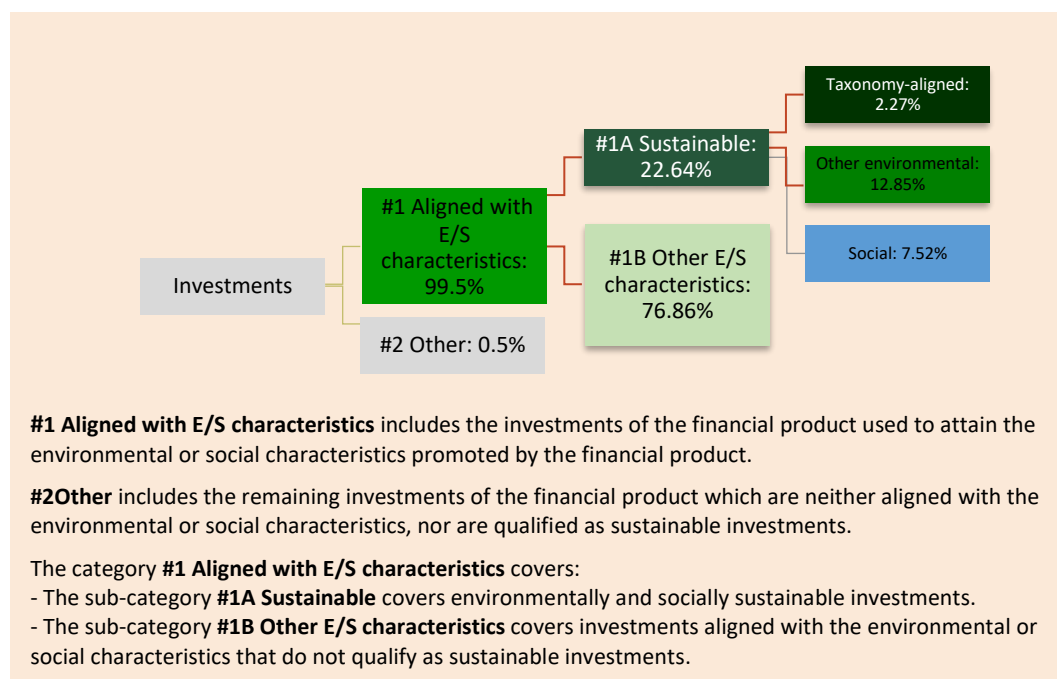 Taxonomy-aligned:
2.27%
#1A Sustainable:
22.64%
Other environmental:
12.85%
#1 Aligned with
E/S
characteristics:
99.5%
#1B Other E/S
characteristics:
76.86%
Social: 7.52%
Investments
#2 Other: 0.5%
#1 Aligned with E/S characteristics includes the investments of the financial product used to attain the
environmental or social characteristics promoted by the financial product.
#2Other includes the remaining investments of the financial product which are neither aligned with the
environmental or social characteristics, nor are qualified as sustainable investments.
The category #1 Aligned with E/S characteristics covers:
- The sub-category #1A Sustainable covers environmentally and socially sustainable investments.
- The sub-category #1B Other E/S characteristics covers investments aligned with the environmental or
social characteristics that do not qualify as sustainable investments.